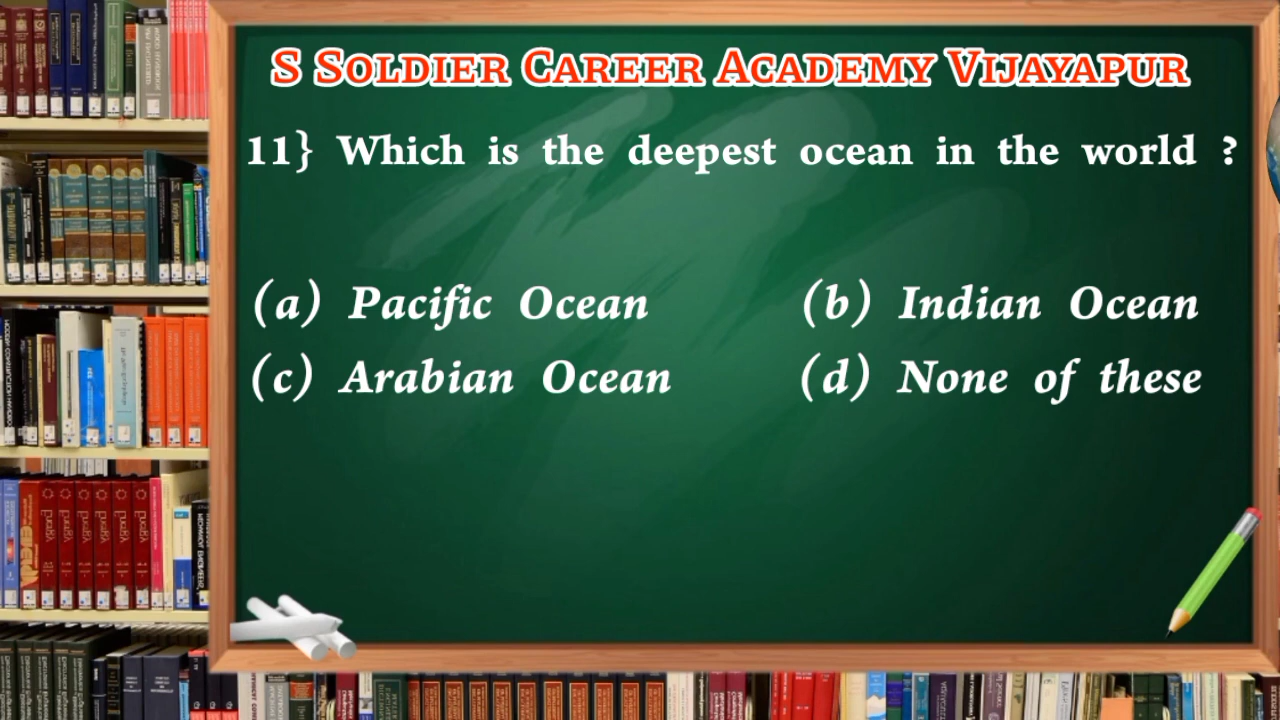 S SOLDIER CAREER ACADEMY VIJAYAPUR
11} Which is the deepest ocean in the world ?
(a) Pacific Ocean (b) Indian Ocean
(c) Arabian Ocean (d) None of these